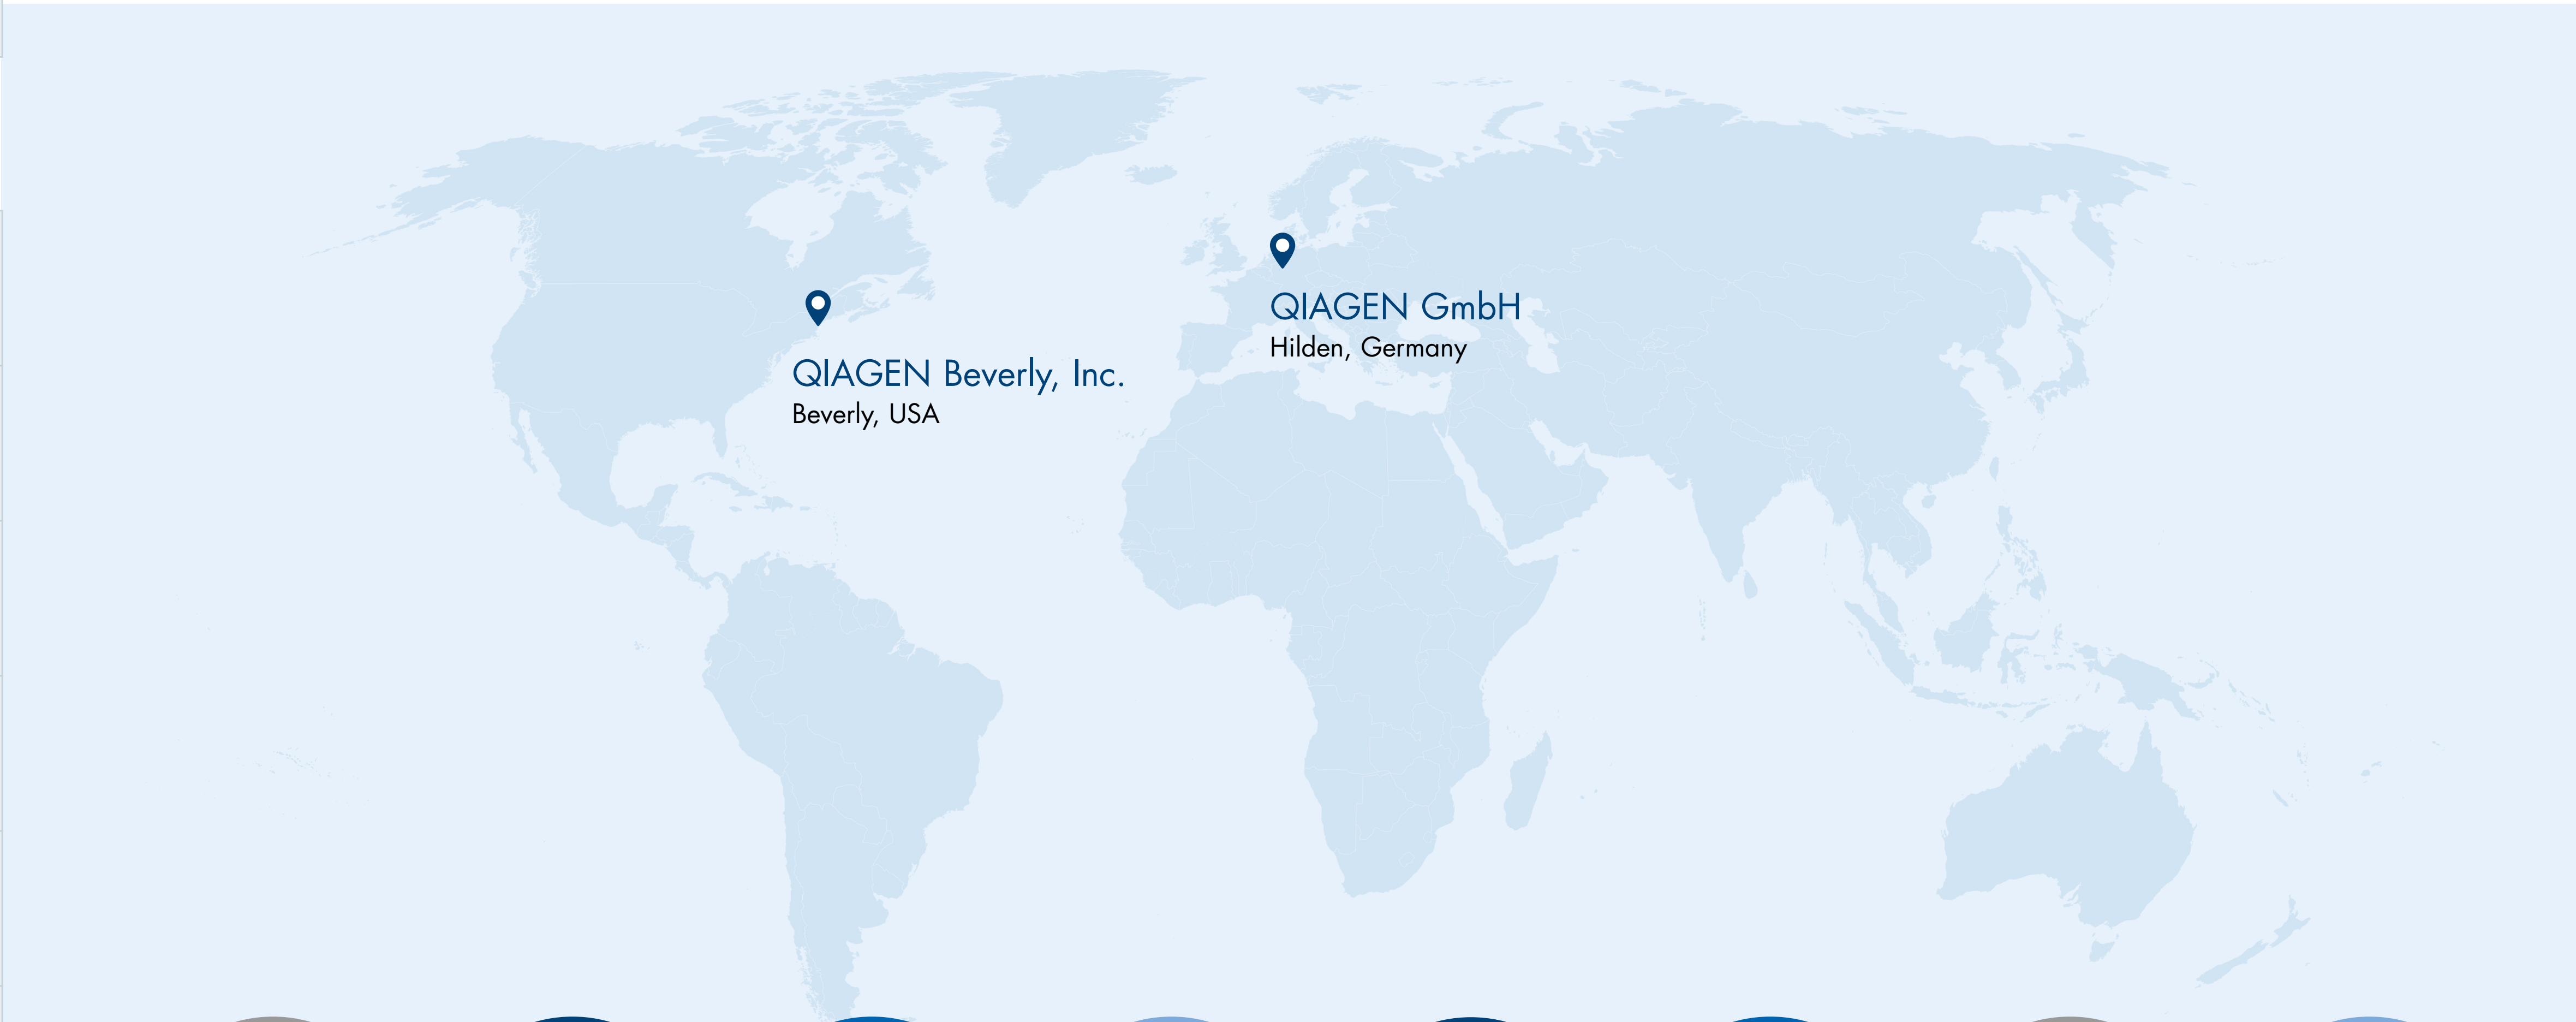 QIAGEN GmbH
Hilden, Germany
QIAGEN Beverly, Inc.
Beverly, USA